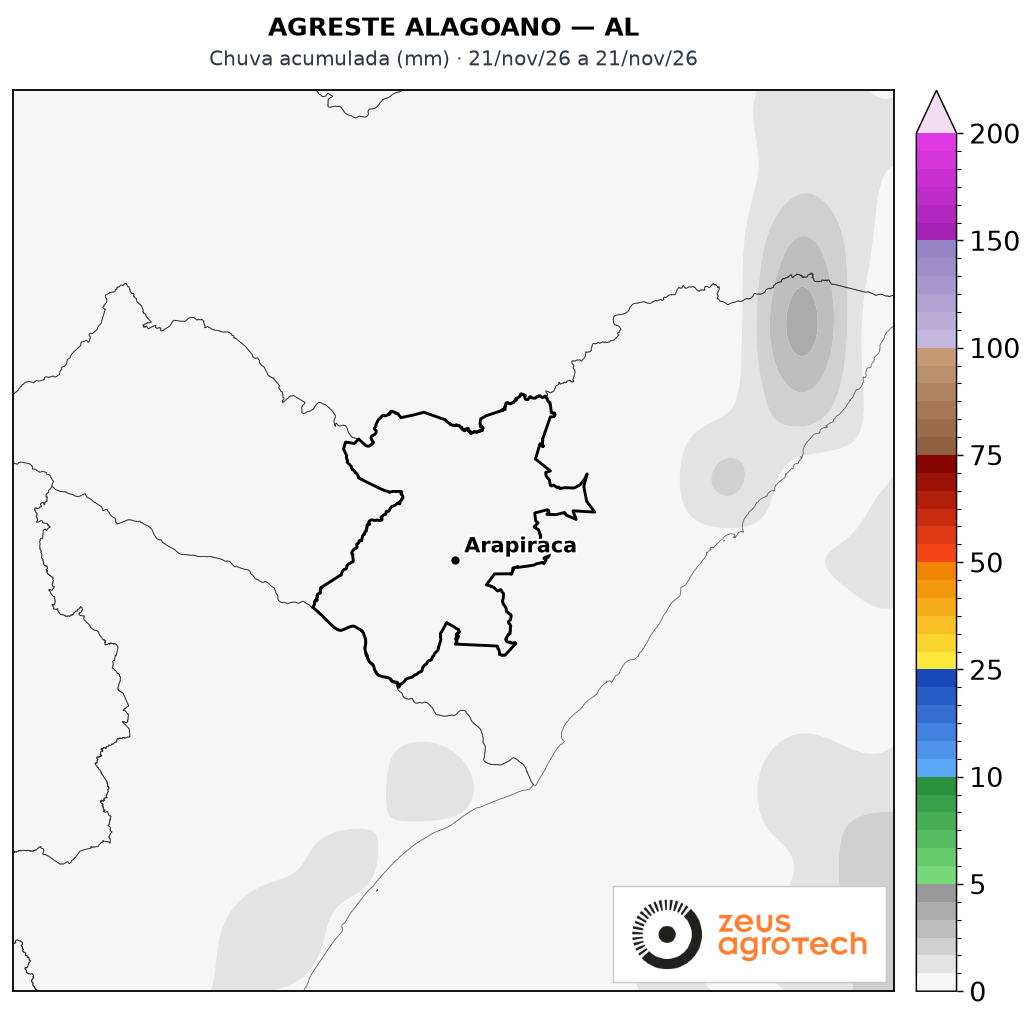 AGRESTE ALAGOANO — AL
Chuva acumulada (mm) · 21/nov/26 a 21/nov/26
Arapiraca
200
150
100
75
50
25
10
5
0
zeus
agrotech